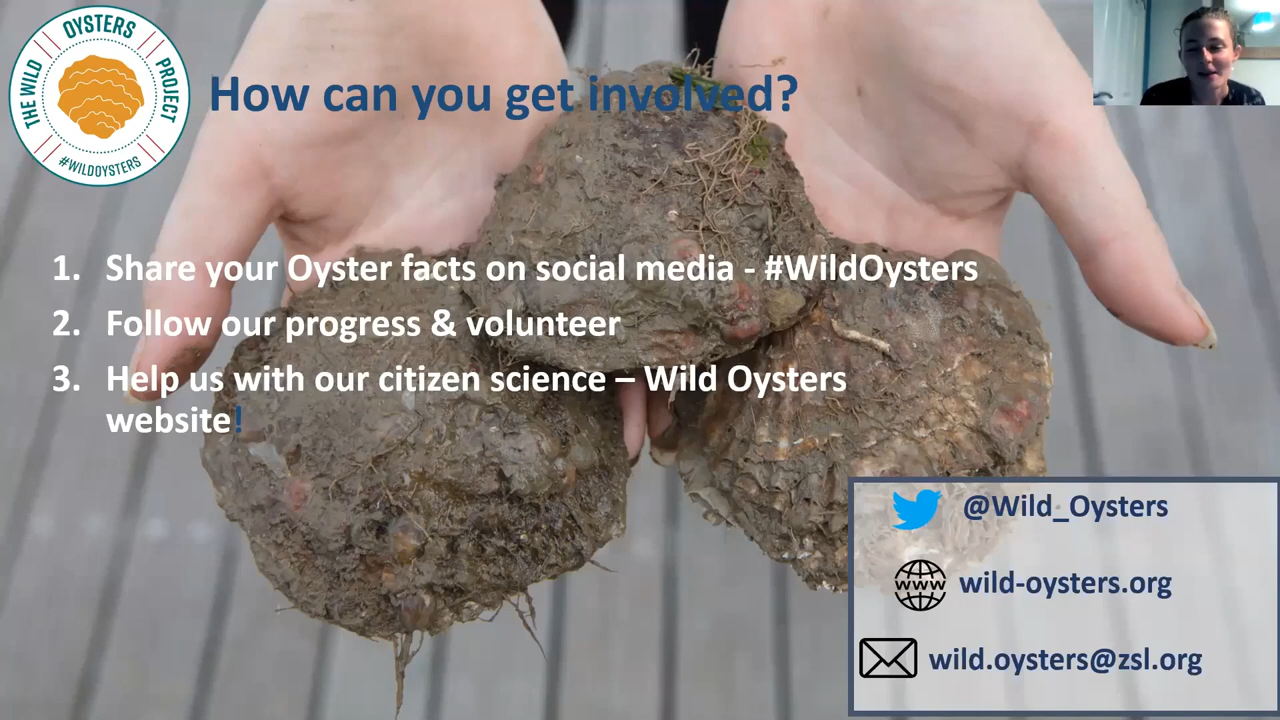 THE WILD OYSTERS PROJECT
#WILDOYSTERS
How can you get involved?
1. Share your Oyster facts on social media - #WildOysters
2. Follow our progress & volunteer
3. Help us with our citizen science – Wild Oysters
website!
@Wild_Oysters
www
wild-oysters.org
wild.oysters@zsl.org